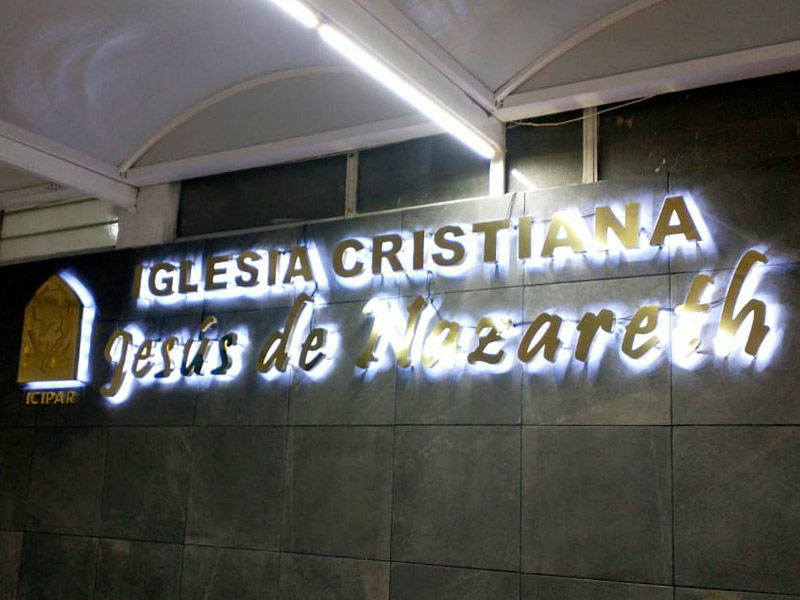 IGLESIA CRISTIANA
Jesús de Nazareth
ICIPAR